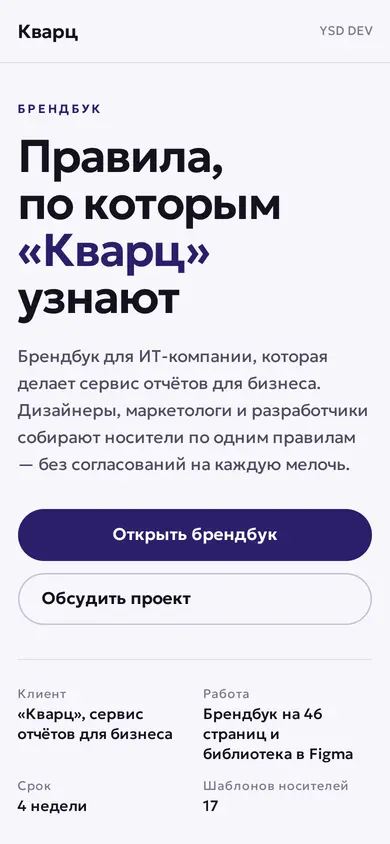 Кварц
YSD DEV
БРЕНДБУК
Правила,
по которым
«Кварц»
узнают
Брендбук для ИТ-компании, которая
делает сервис отчётов для бизнеса.
Дизайнеры, маркетологи и разработчики
собирают носители по одним правилам
— без согласований на каждую мелочь.
Открыть брендбук
Обсудить проект
Клиент
«Кварц», сервис
отчётов для бизнеса
Работа
Брендбук на 46
страниц и
библиотека в Figma
Срок
4 недели
Шаблонов носителей
17